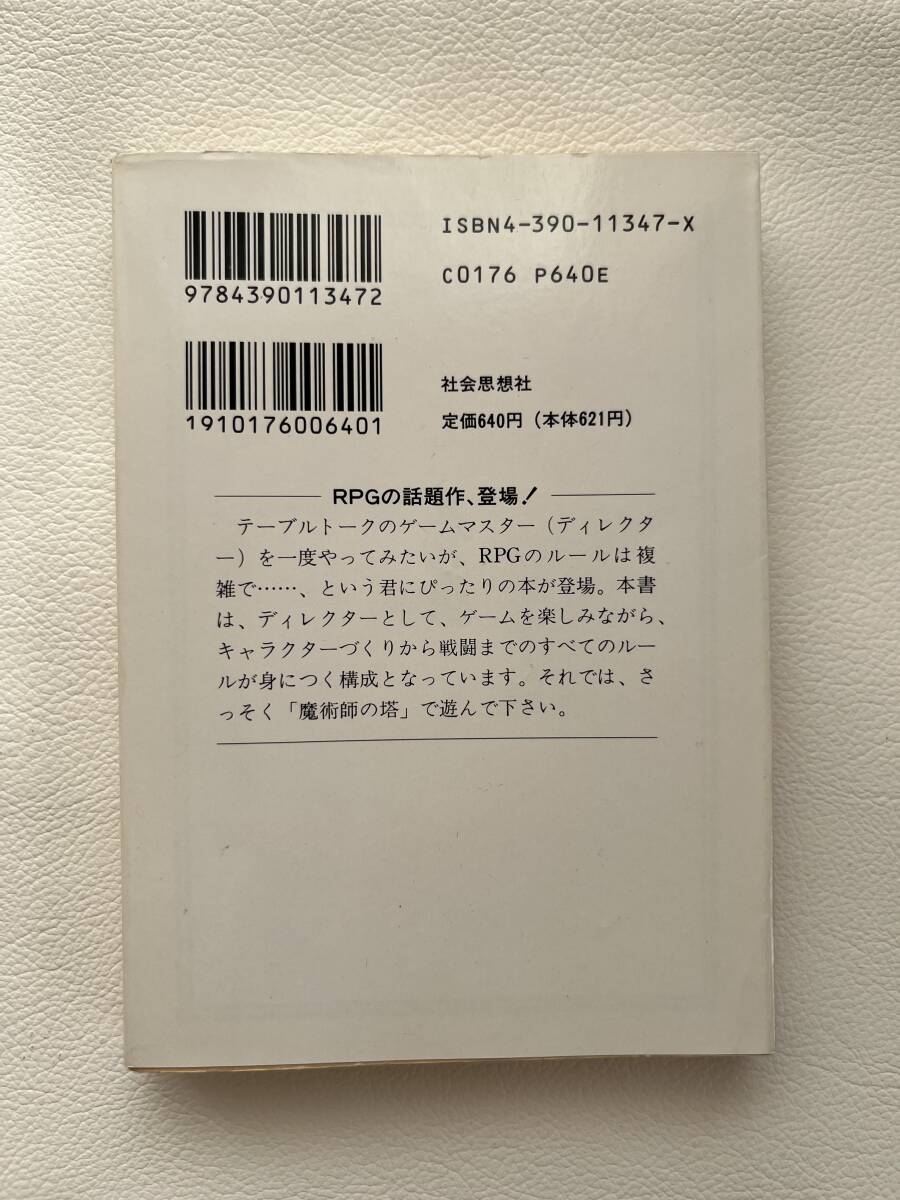 ISBN4-390-11347-X
C0176 P640E
9784390113472
1910176006401
社会思想社
定価640円（本体621円）
RPGの話題作、登場！
テーブルトークのゲームマスター（ディレクタ
ー）を一度やってみたいが、RPGのルールは複
雑で……、という君にぴったりの本が登場。本書
は、ディレクターとして、ゲームを楽しみながら、
キャラクターづくりから戦闘までのすべてのルー
ルが身につく構成となっています。それでは、さ
っそく「魔術師の塔」で遊んで下さい。